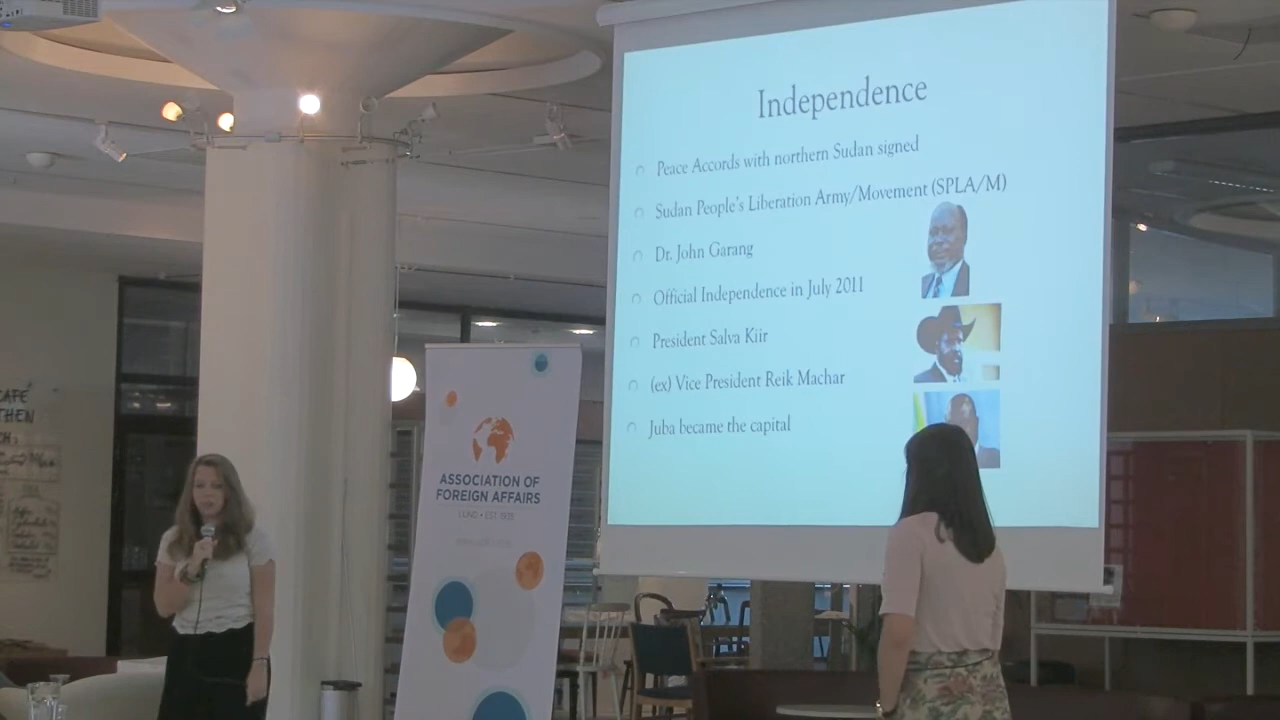 Independence
Peace Accords with northern Sudan signed
Sudan People's Liberation Army/Movement (SPLA/M)
Dr. John Garang
Official Independence in July 2011
President Salva Kiir
(ex) Vice President Reik Machar
Juba became the capital
ASSOCIATION OF
FOREIGN AFFAIRS
LUND • EST. 1935
CAFÉ